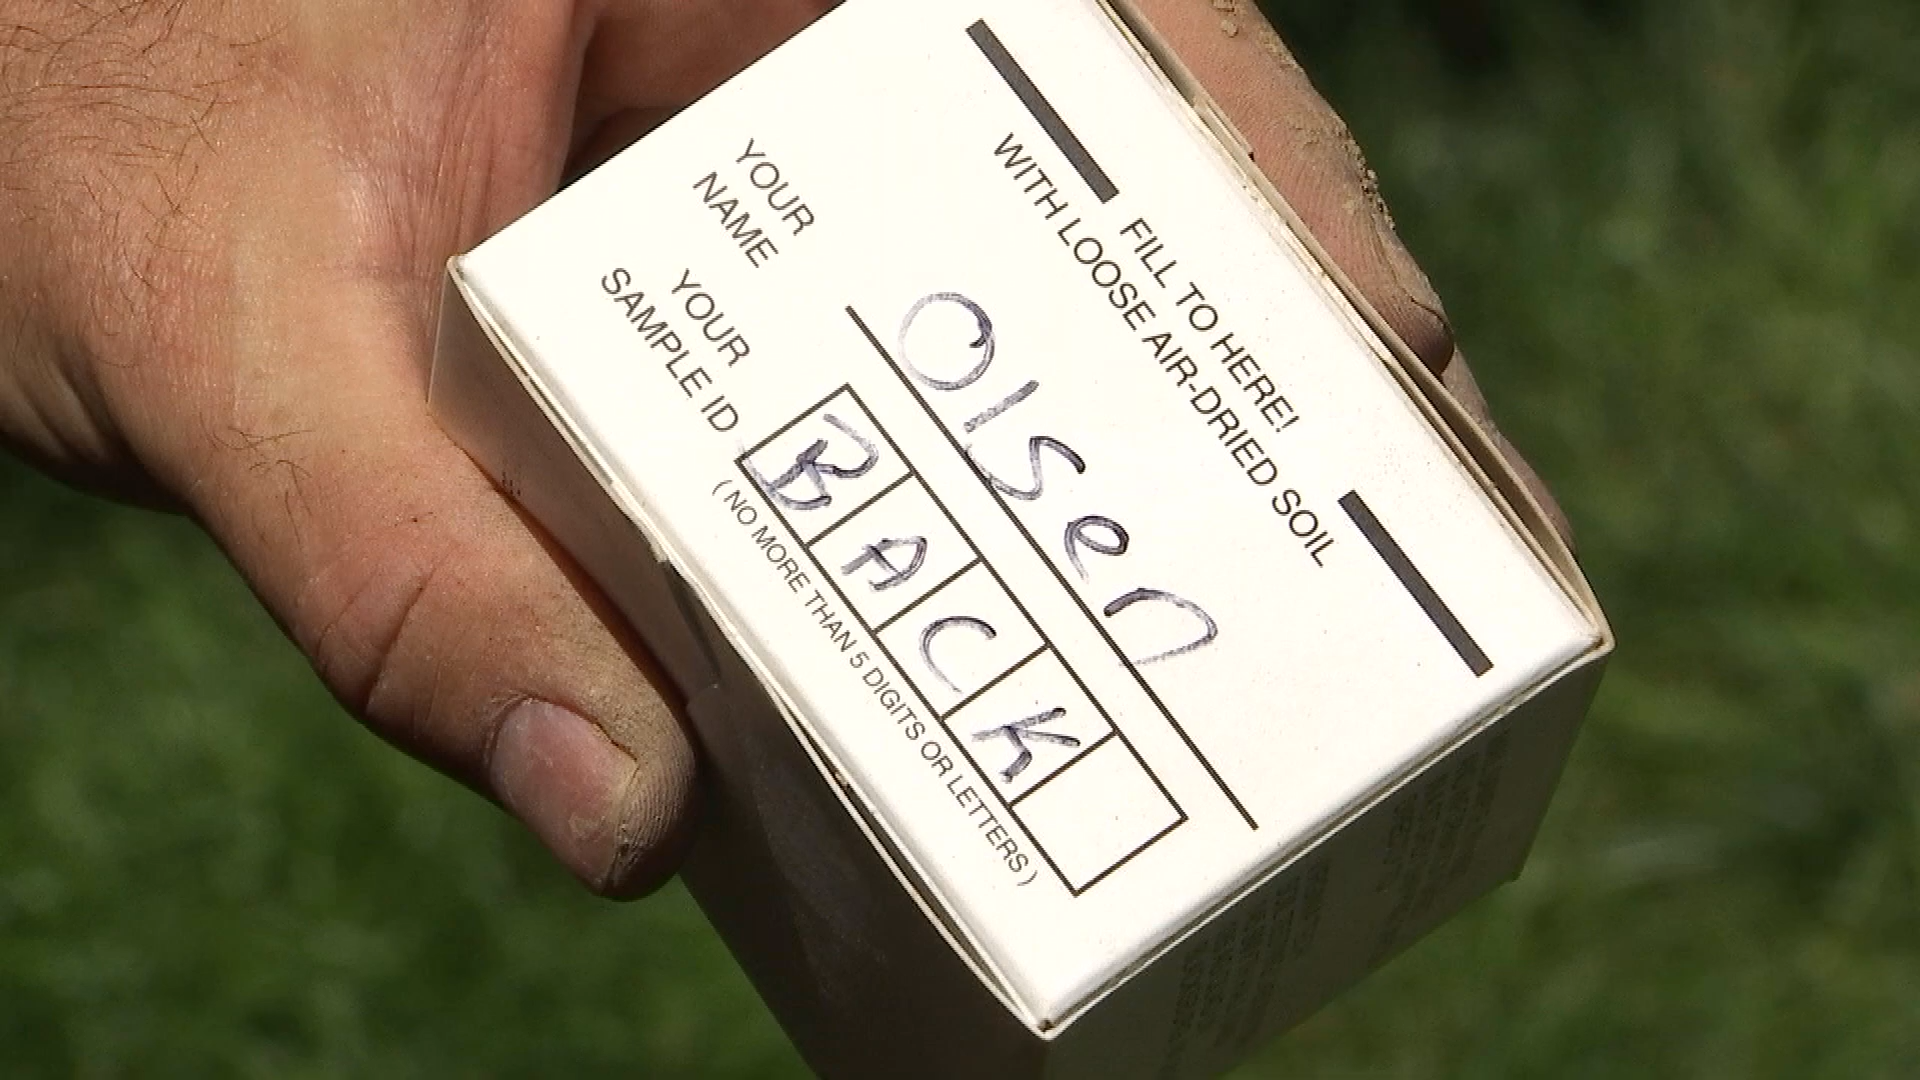 FILL TO HERE!
WITH LOOSE AIR-DRIED SOIL
YOUR
NAME
Olsen
YOUR
SAMPLE ID
BACK
( NO MORE THAN 5 DIGITS OR LETTERS )